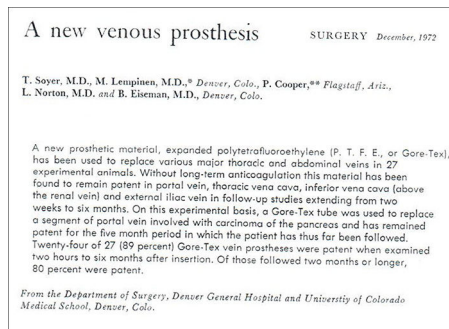 A new venous prosthesis
SURGERY December, 1972
T. Soyer, M.D., M. Lempinen, M.D.,* Denver, Colo., P. Cooper,** Flagstaff, Ariz.,
L. Norton, M.D. and B. Eiseman, M.D., Denver, Colo.
A new prosthetic material, expanded polytetrafluoroethylene (P. T. F. E., or Gore-Tex),
has been used to replace various major thoracic and abdominal veins in 27
experimental animals. Without long-term anticoagulation this material has been
found to remain patent in portal vein, thoracic vena cava, inferior vena cava (above
the renal vein) and external iliac vein in follow-up studies extending from two
weeks to six months. On this experimental basis, a Gore-Tex tube was used to replace
a segment of portal vein involved with carcinoma of the pancreas and has remained
patent for the five month period in which the patient has thus far been followed.
Twenty-four of 27 (89 percent) Gore-Tex vein prostheses were patent when examined
two hours to six months after insertion. Of those followed two months or longer,
80 percent were patent.
From the Department of Surgery, Denver General Hospital and Universtiy of Colorado
Medical School, Denver, Colo.